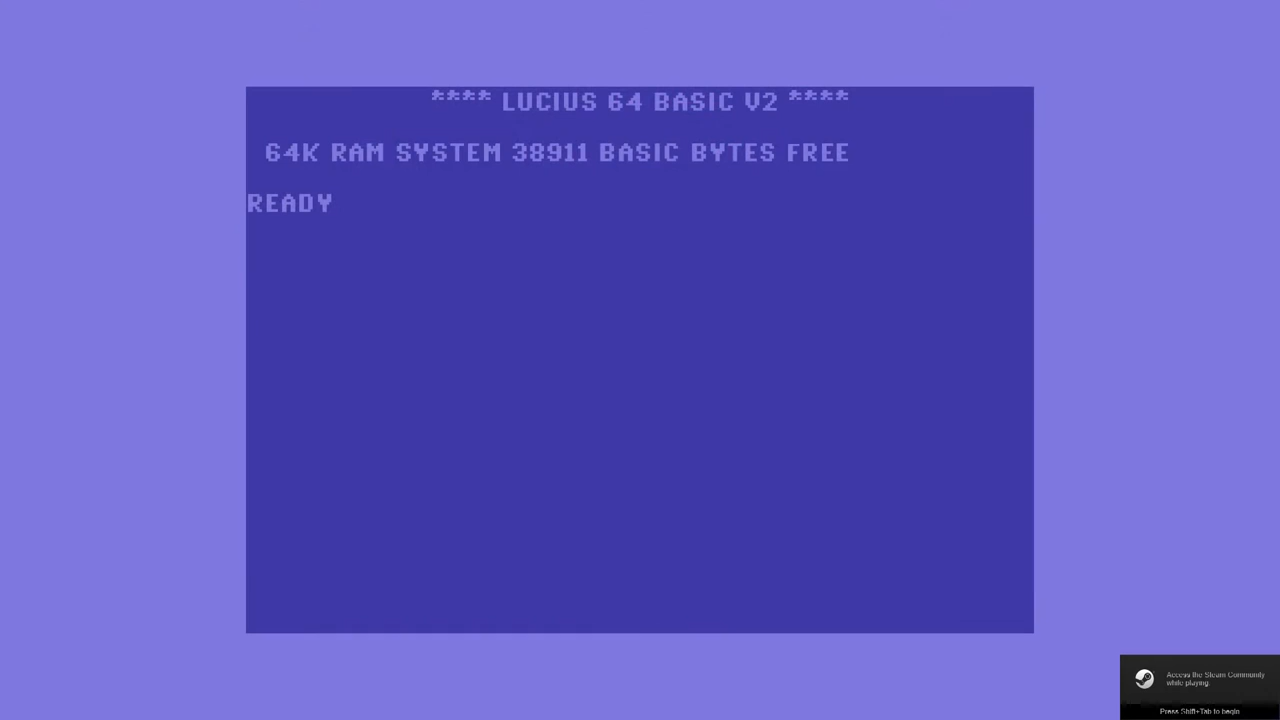 **** LUCIUS 64 BASIC V2 ****
64K RAM SYSTEM 38911 BASIC BYTES FREE
READY
Access the Steam Community
while playing.
Press Shift+Tab to begin